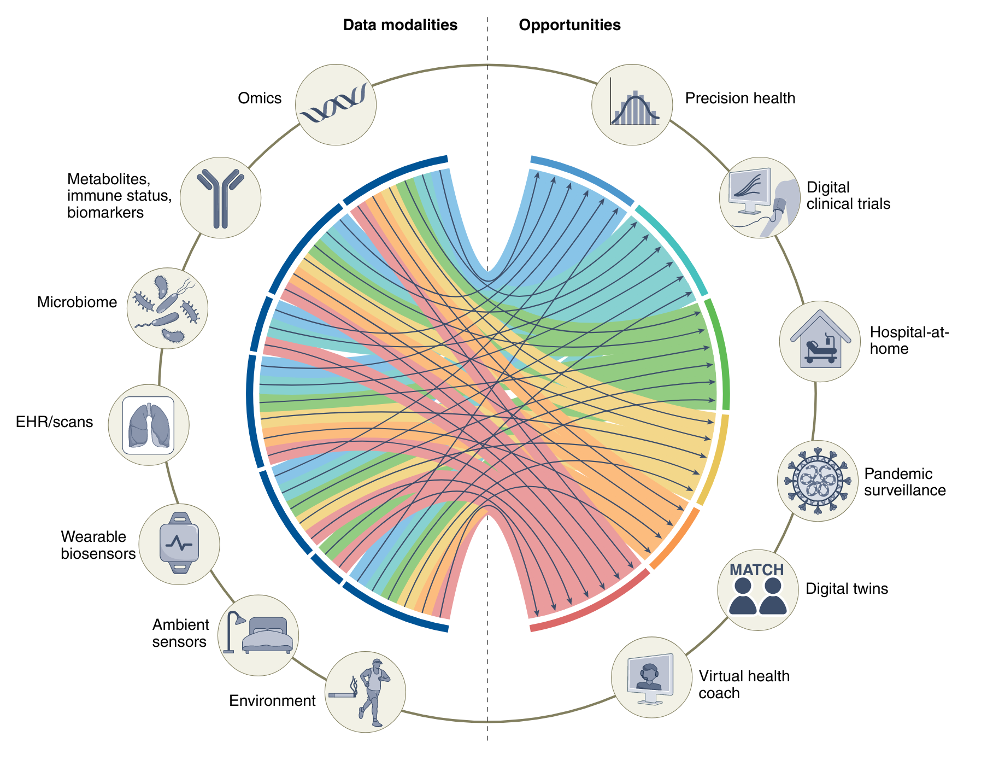 Data modalities
Opportunities
Omics
Precision health
Metabolites,
immune status,
biomarkers
Digital
clinical trials
Microbiome
Hospital-at-
home
EHR/scans
Pandemic
surveillance
Wearable
biosensors
MATCH
Digital twins
Ambient
sensors
Virtual health
coach
Environment